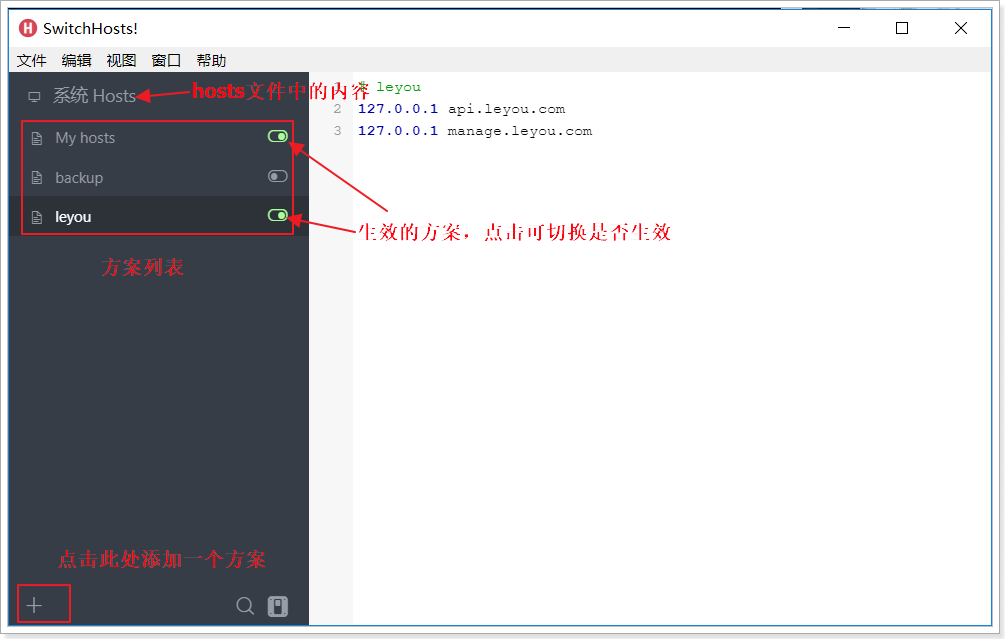 SwitchHosts!
文件 编辑 视图 窗口 帮助
系统 Hosts
hosts文件中的内容
My hosts
backup
leyou
方案列表
点击此处添加一个方案
# leyou
2 127.0.0.1 api.leyou.com
3 127.0.0.1 manage.leyou.com
生效的方案，点击可切换是否生效